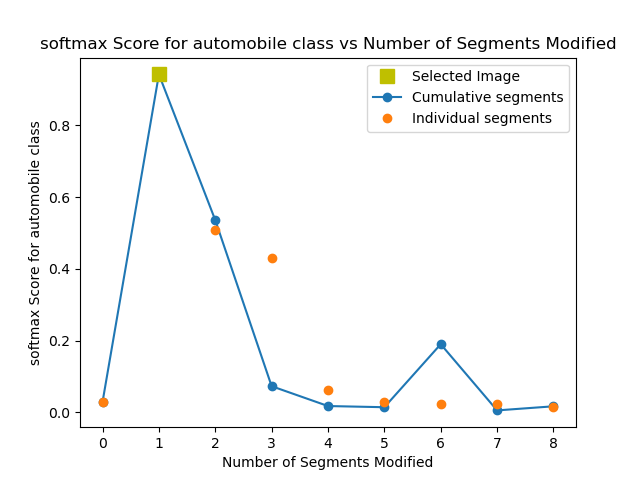 softmax Score for automobile class vs Number of Segments Modified
Selected Image
Cumulative segments
Individual segments
softmax Score for automobile class
0.8
0.6
0.4
0.2
0.0
0 1 2 3 4 5 6 7 8
Number of Segments Modified